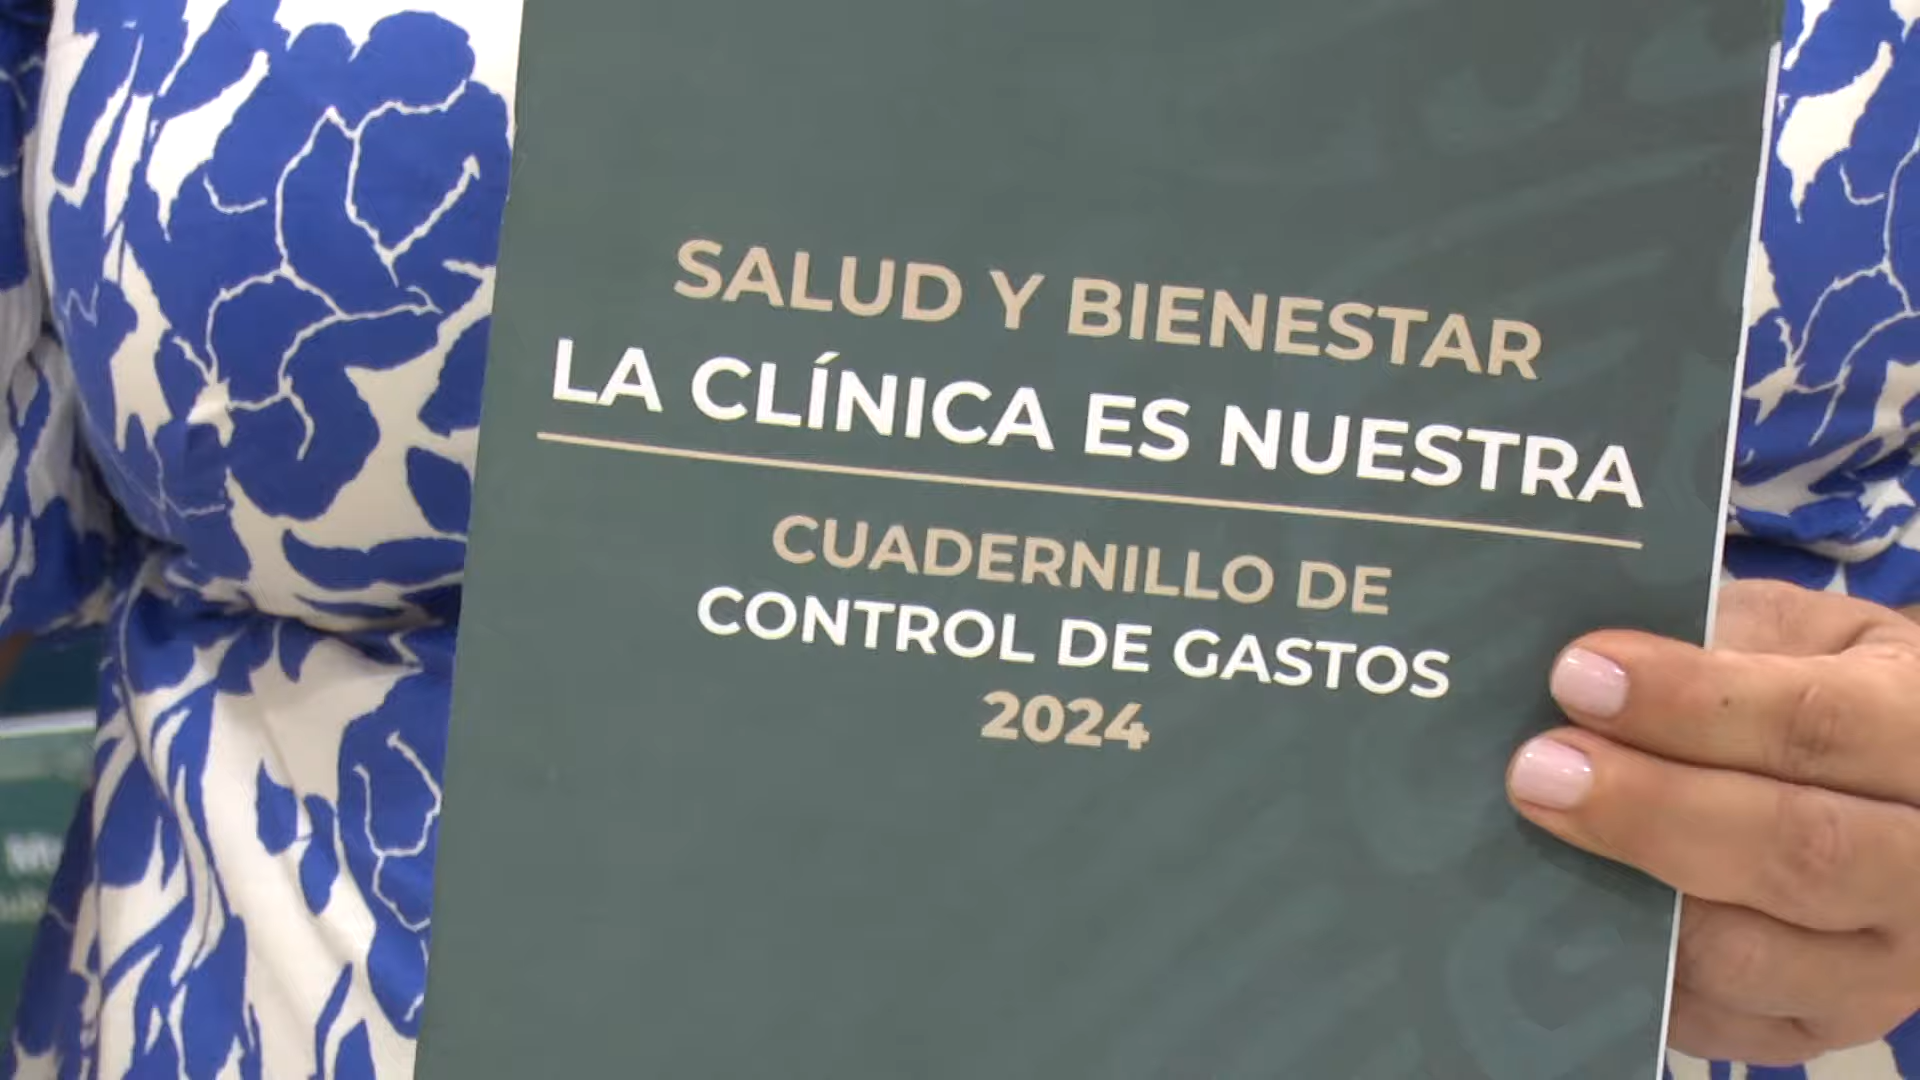 SALUD Y BIENESTAR
LA CLÍNICA ES NUESTRA
CUADERNILLO DE
CONTROL DE GASTOS
2024